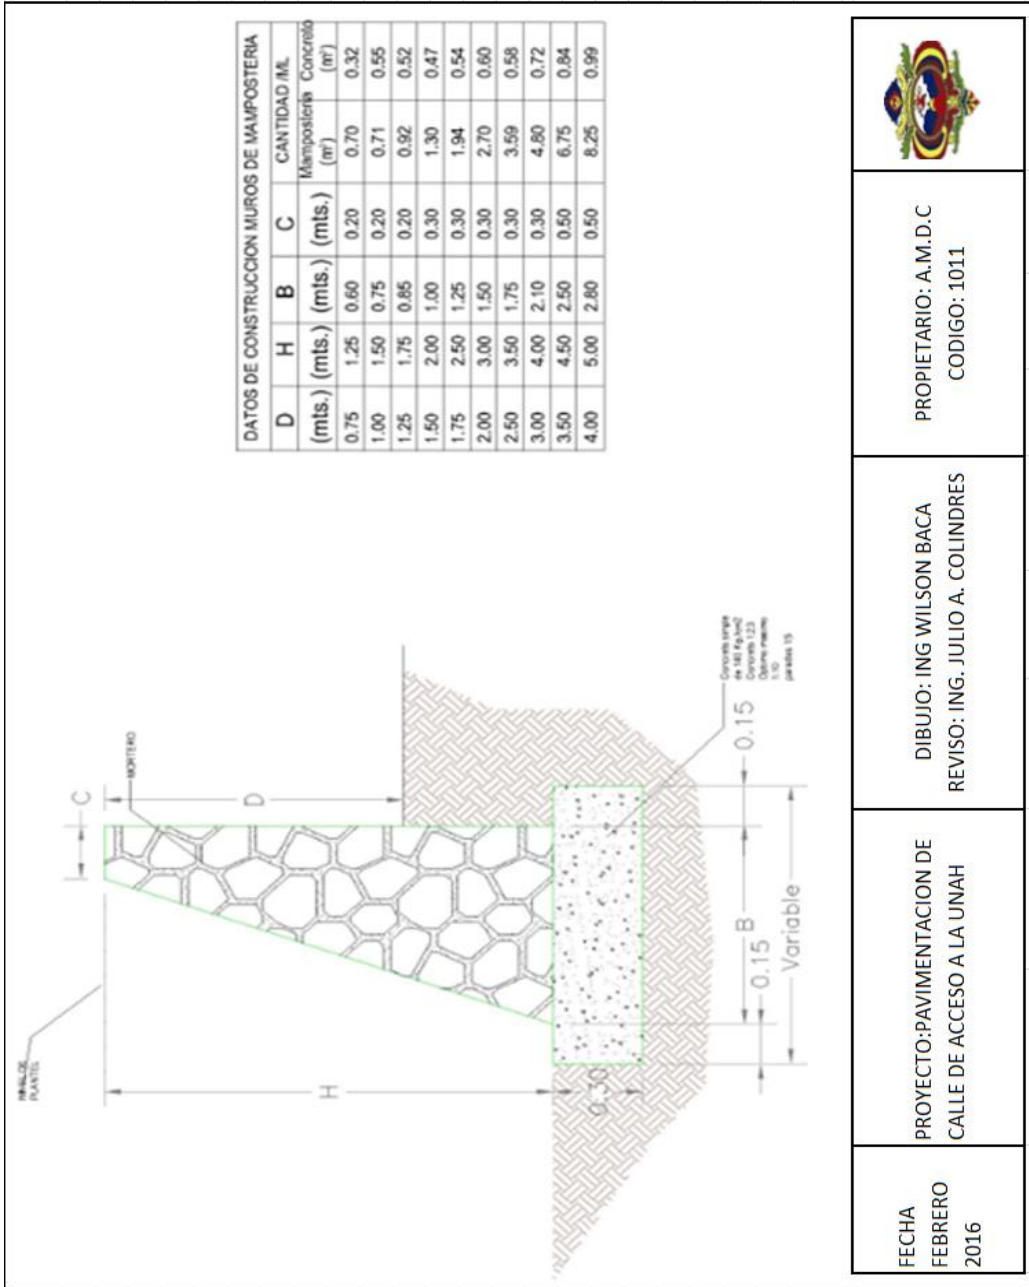 DATOS DE CONSTRUCCION MUROS DE MAMPOSTERIA
D H B C CANTIDAD /ML
(mts.) (mts.) (mts.) (mts.) Mamposteria (m³) Concreto (m³)
0.75 1.25 0.60 0.20 0.70 0.32
1.00 1.50 0.75 0.20 0.71 0.55
1.25 1.75 0.85 0.20 0.92 0.52
1.50 2.00 1.00 0.30 1.30 0.47
1.75 2.50 1.25 0.30 1.94 0.54
2.00 3.00 1.50 0.30 2.70 0.60
2.50 3.50 1.75 0.30 3.59 0.58
3.00 4.00 2.10 0.30 4.80 0.72
3.50 4.50 2.50 0.50 6.75 0.84
4.00 5.00 2.80 0.50 8.25 0.99
PLANTEL
MORTERO
C
D
H
0.30
0.15
B
0.15
Variable
Concreto simple
FECHA
FEBRERO
2016
PROYECTO:PAVIMENTACION DE
CALLE DE ACCESO A LA UNAH
DIBUJO: ING WILSON BACA
REVISO: ING. JULIO A. COLINDRES
PROPIETARIO: A.M.D.C
CODIGO: 1011